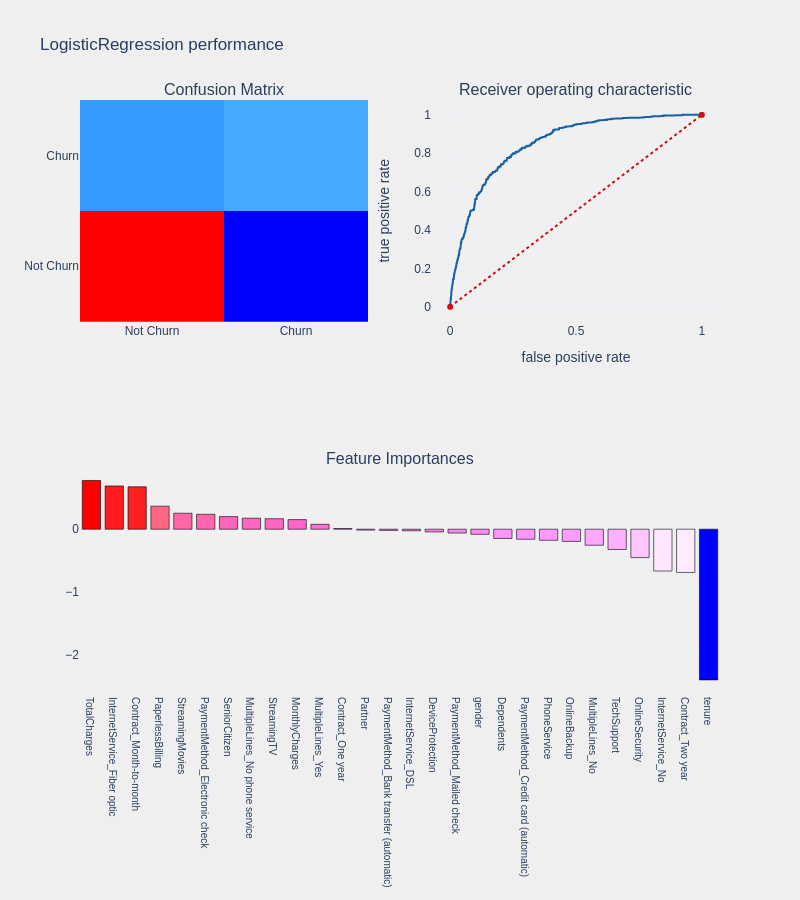 LogisticRegression performance
Confusion Matrix
Churn
Not Churn
Not Churn
Churn
Receiver operating characteristic
true positive rate
1
0.8
0.6
0.4
0.2
0
0
0.5
1
false positive rate
Feature Importances
0
−1
−2
TotalCharges
InternetService_Fiber optic
Contract_Month-to-month
PaperlessBilling
StreamingMovies
PaymentMethod_Electronic check
SeniorCitizen
MultipleLines_No phone service
StreamingTV
MonthlyCharges
MultipleLines_Yes
Contract_One year
Partner
PaymentMethod_Bank transfer (automatic)
InternetService_DSL
DeviceProtection
PaymentMethod_Mailed check
gender
Dependents
PaymentMethod_Credit card (automatic)
PhoneService
OnlineBackup
MultipleLines_No
TechSupport
OnlineSecurity
InternetService_No
Contract_Two year
tenure